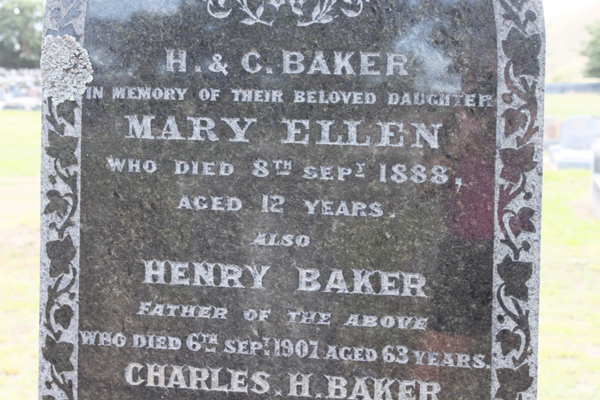 H. & C. BAKER
IN MEMORY OF THEIR BELOVED DAUGHTER
MARY ELLEN
WHO DIED 8TH SEPT 1888,
AGED 12 YEARS.
ALSO
HENRY BAKER
FATHER OF THE ABOVE
WHO DIED 6TH SEPT 1907 AGED 63 YEARS.
CHARLES. H. BAKER